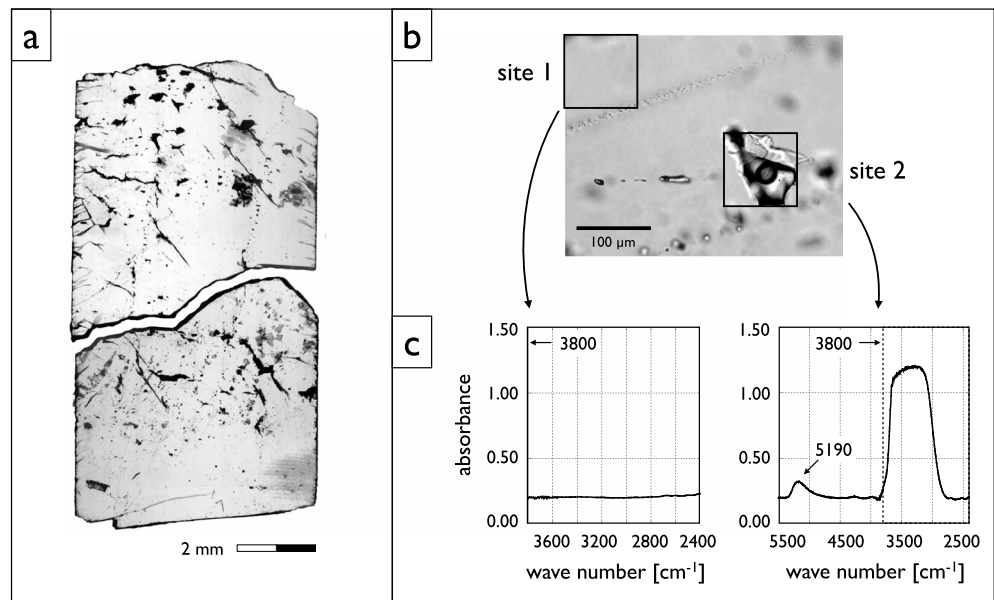 a
2 mm
b
site 1
site 2
100 µm
c
absorbance
1.50
1.00
0.50
0.00
3800
3600 3200 2800 2400
wave number [cm-1]
1.50
1.00
0.50
0.00
3800
5190
5500 4500 3500 2500
wave number [cm-1]